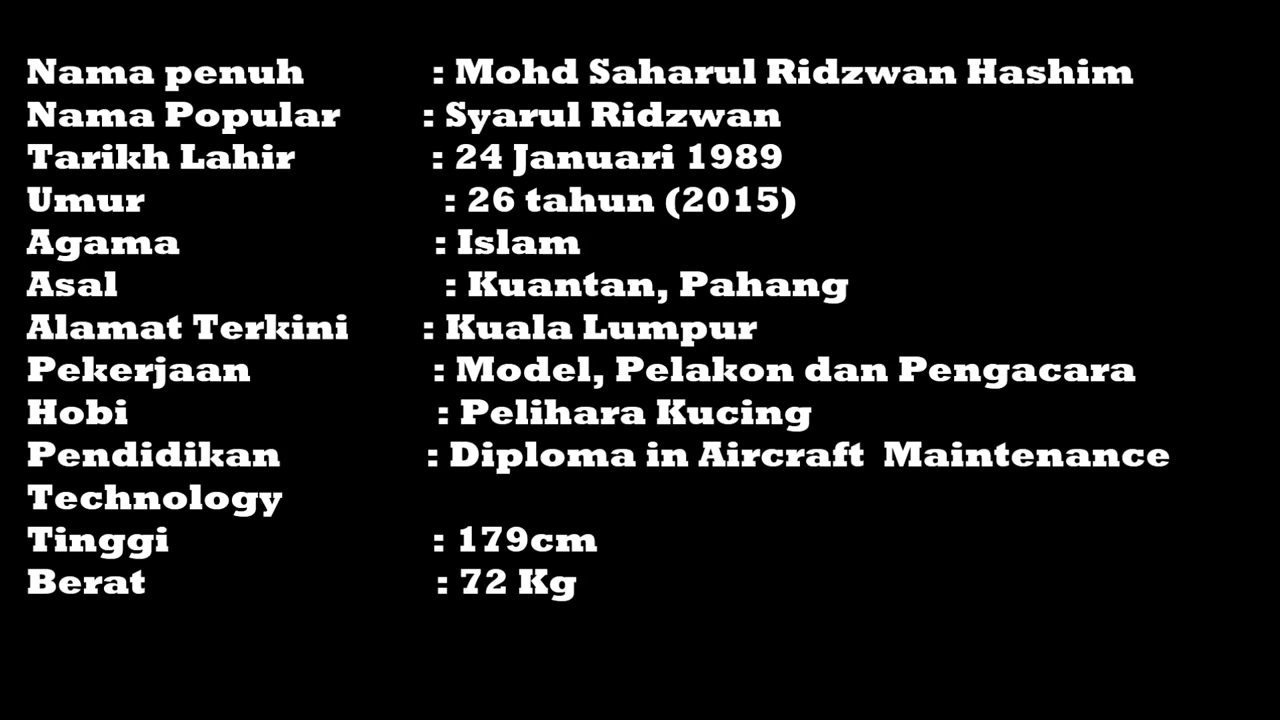 Nama penuh : Mohd Saharul Ridzwan Hashim
Nama Popular : Syarul Ridzwan
Tarikh Lahir : 24 Januari 1989
Umur : 26 tahun (2015)
Agama : Islam
Asal : Kuantan, Pahang
Alamat Terkini : Kuala Lumpur
Pekerjaan : Model, Pelakon dan Pengacara
Hobi : Pelihara Kucing
Pendidikan : Diploma in Aircraft Maintenance
Technology
Tinggi : 179cm
Berat : 72 Kg